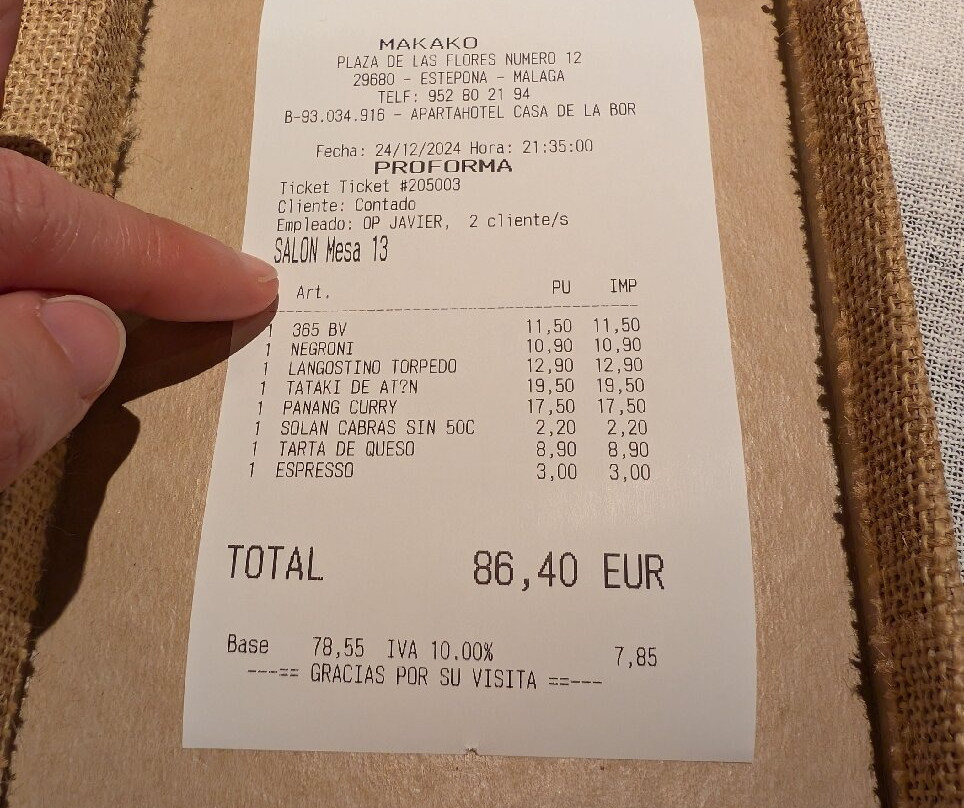 MAKAKO
PLAZA DE LAS FLORES NUMERO 12
29680 - ESTEPONA - MALAGA
TELF: 952 80 21 94
B-93.034.916 - APARTAHOTEL CASA DE LA BOR
Fecha: 24/12/2024 Hora: 21:35:00
PROFORMA
Ticket Ticket #205003
Cliente: Contado
Empleado: OP JAVIER, 2 cliente/s
SALON Mesa 13
Art. PU IMP
1 365 BV 11,50 11,50
1 NEGRONI 10,90 10,90
1 LANGOSTINO TORPEDO 12,90 12,90
1 TATAKI DE AT?N 19,50 19,50
1 PANANG CURRY 17,50 17,50
1 SOLAN CABRAS SIN 50C 2,20 2,20
1 TARTA DE QUESO 8,90 8,90
1 ESPRESSO 3,00 3,00
TOTAL 86,40 EUR
Base 78,55 IVA 10.00% 7,85
---== GRACIAS POR SU VISITA ==---